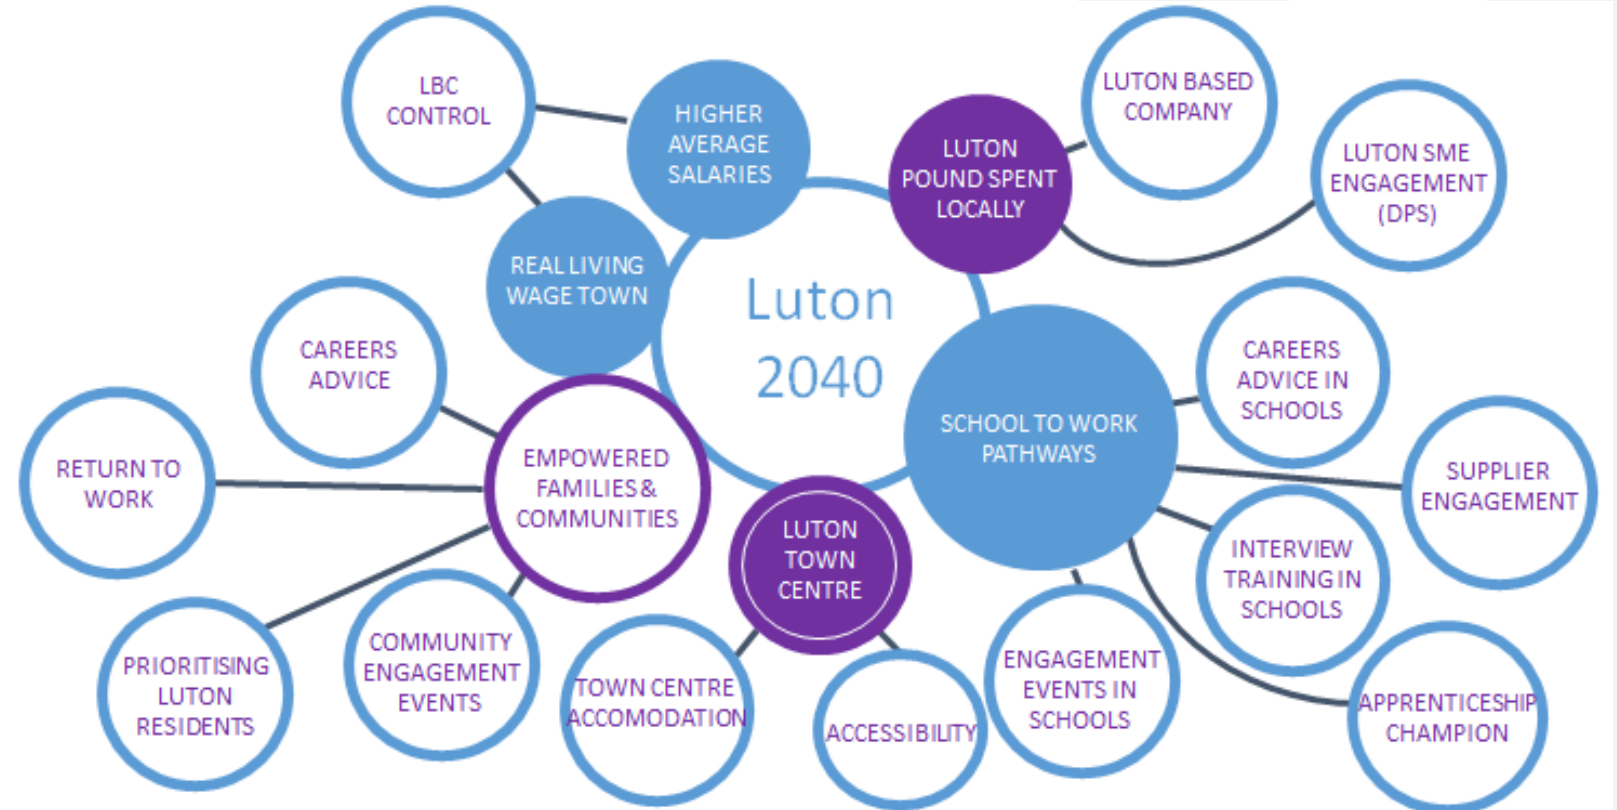 LBC
CONTROL
HIGHER
AVERAGE
SALARIES
LUTON
POUND SPENT
LOCALLY
LUTON BASED
COMPANY
LUTON SME
ENGAGEMENT
(DPS)
REAL LIVING
WAGE TOWN
Luton
2040
CAREERS
ADVICE
RETURN TO
WORK
EMPOWERED
FAMILIES &
COMMUNITIES
SCHOOL TO WORK
PATHWAYS
CAREERS
ADVICE IN
SCHOOLS
SUPPLIER
ENGAGEMENT
LUTON
TOWN
CENTRE
INTERVIEW
TRAINING IN
SCHOOLS
PRIORITISING
LUTON
RESIDENTS
COMMUNITY
ENGAGEMENT
EVENTS
TOWN CENTRE
ACCOMODATION
ACCESSIBILITY
ENGAGEMENT
EVENTS IN
SCHOOLS
APPRENTICESHIP
CHAMPION